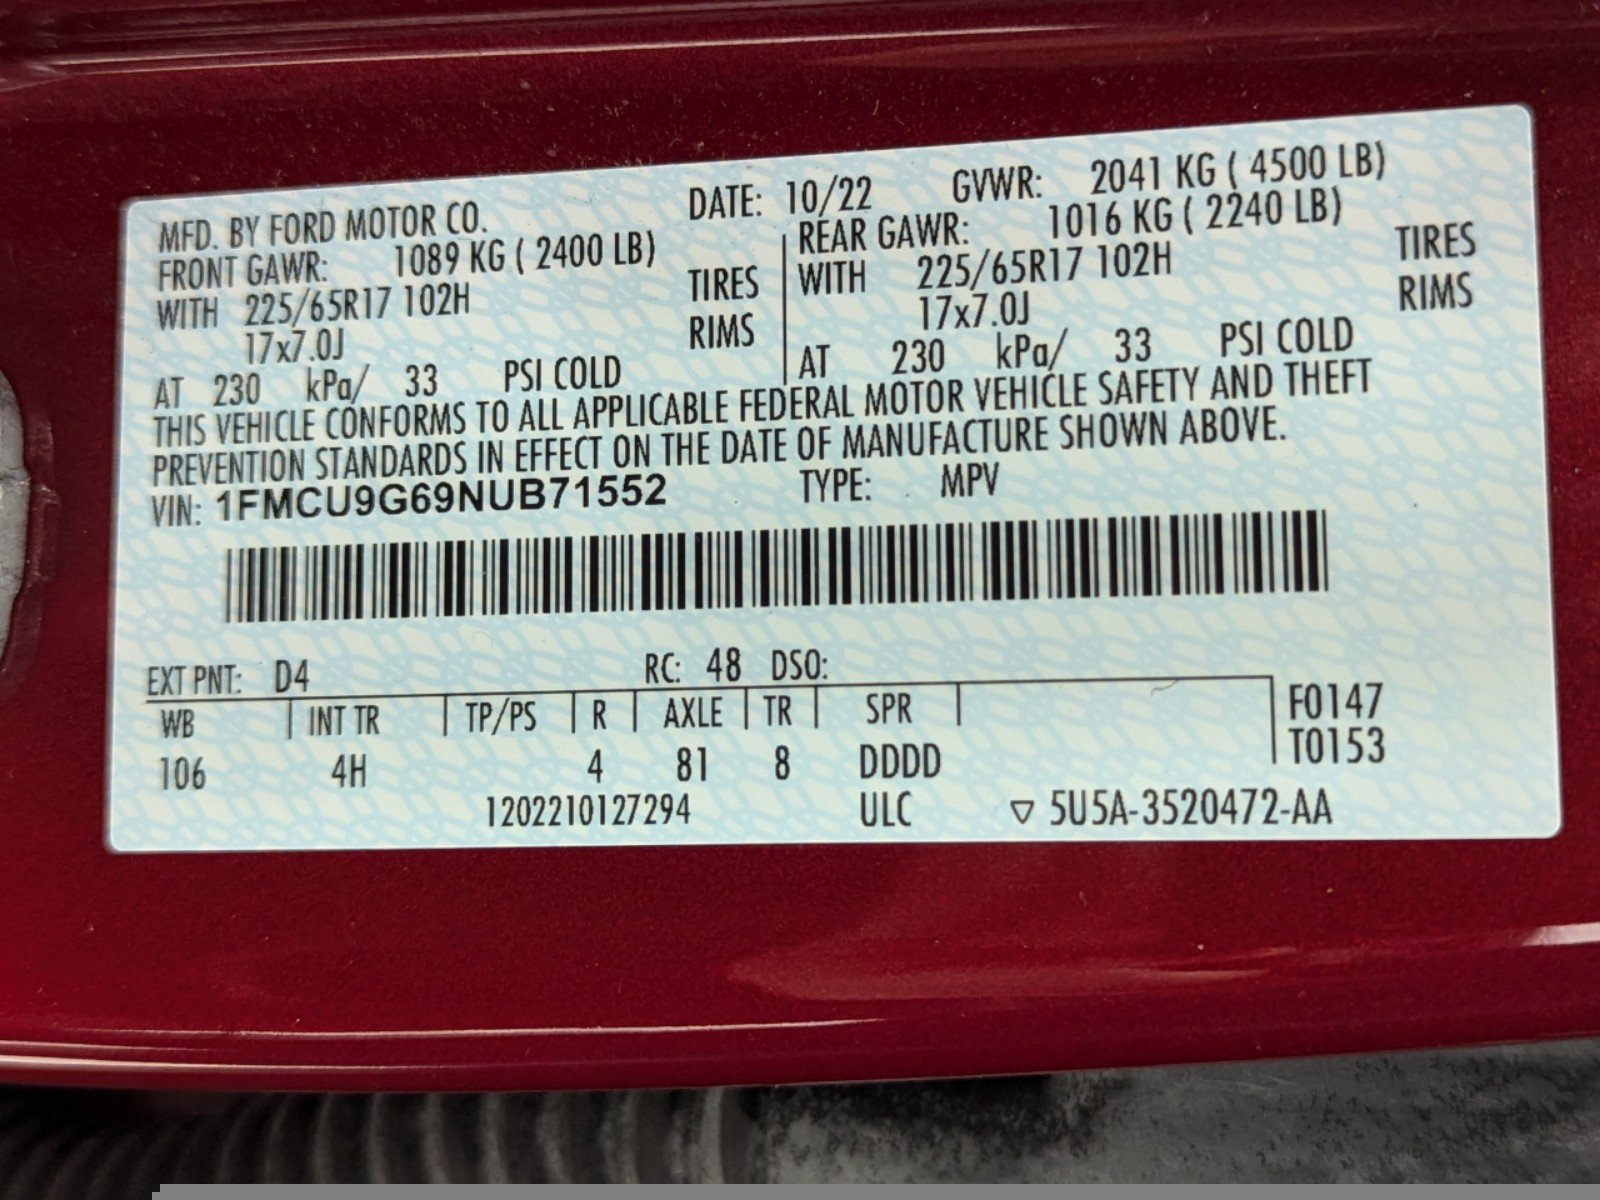 MFD. BY FORD MOTOR CO. DATE: 10/22 GVWR: 2041 KG ( 4500 LB)
FRONT GAWR: 1089 KG ( 2400 LB) REAR GAWR: 1016 KG ( 2240 LB)
WITH 225/65R17 102H TIRES WITH 225/65R17 102H TIRES
17x7.0J RIMS 17x7.0J RIMS
AT 230 kPa/ 33 PSI COLD AT 230 kPa/ 33 PSI COLD
THIS VEHICLE CONFORMS TO ALL APPLICABLE FEDERAL MOTOR VEHICLE SAFETY AND THEFT
PREVENTION STANDARDS IN EFFECT ON THE DATE OF MANUFACTURE SHOWN ABOVE.
VIN: 1FMCU9G69NUB71552 TYPE: MPV
EXT PNT: D4 RC: 48 DSO:
WB INT TR TP/PS R AXLE TR SPR F0147
106 4H 4 81 8 DDDD T0153
1202210127294 ULC ▽ 5U5A-3520472-AA